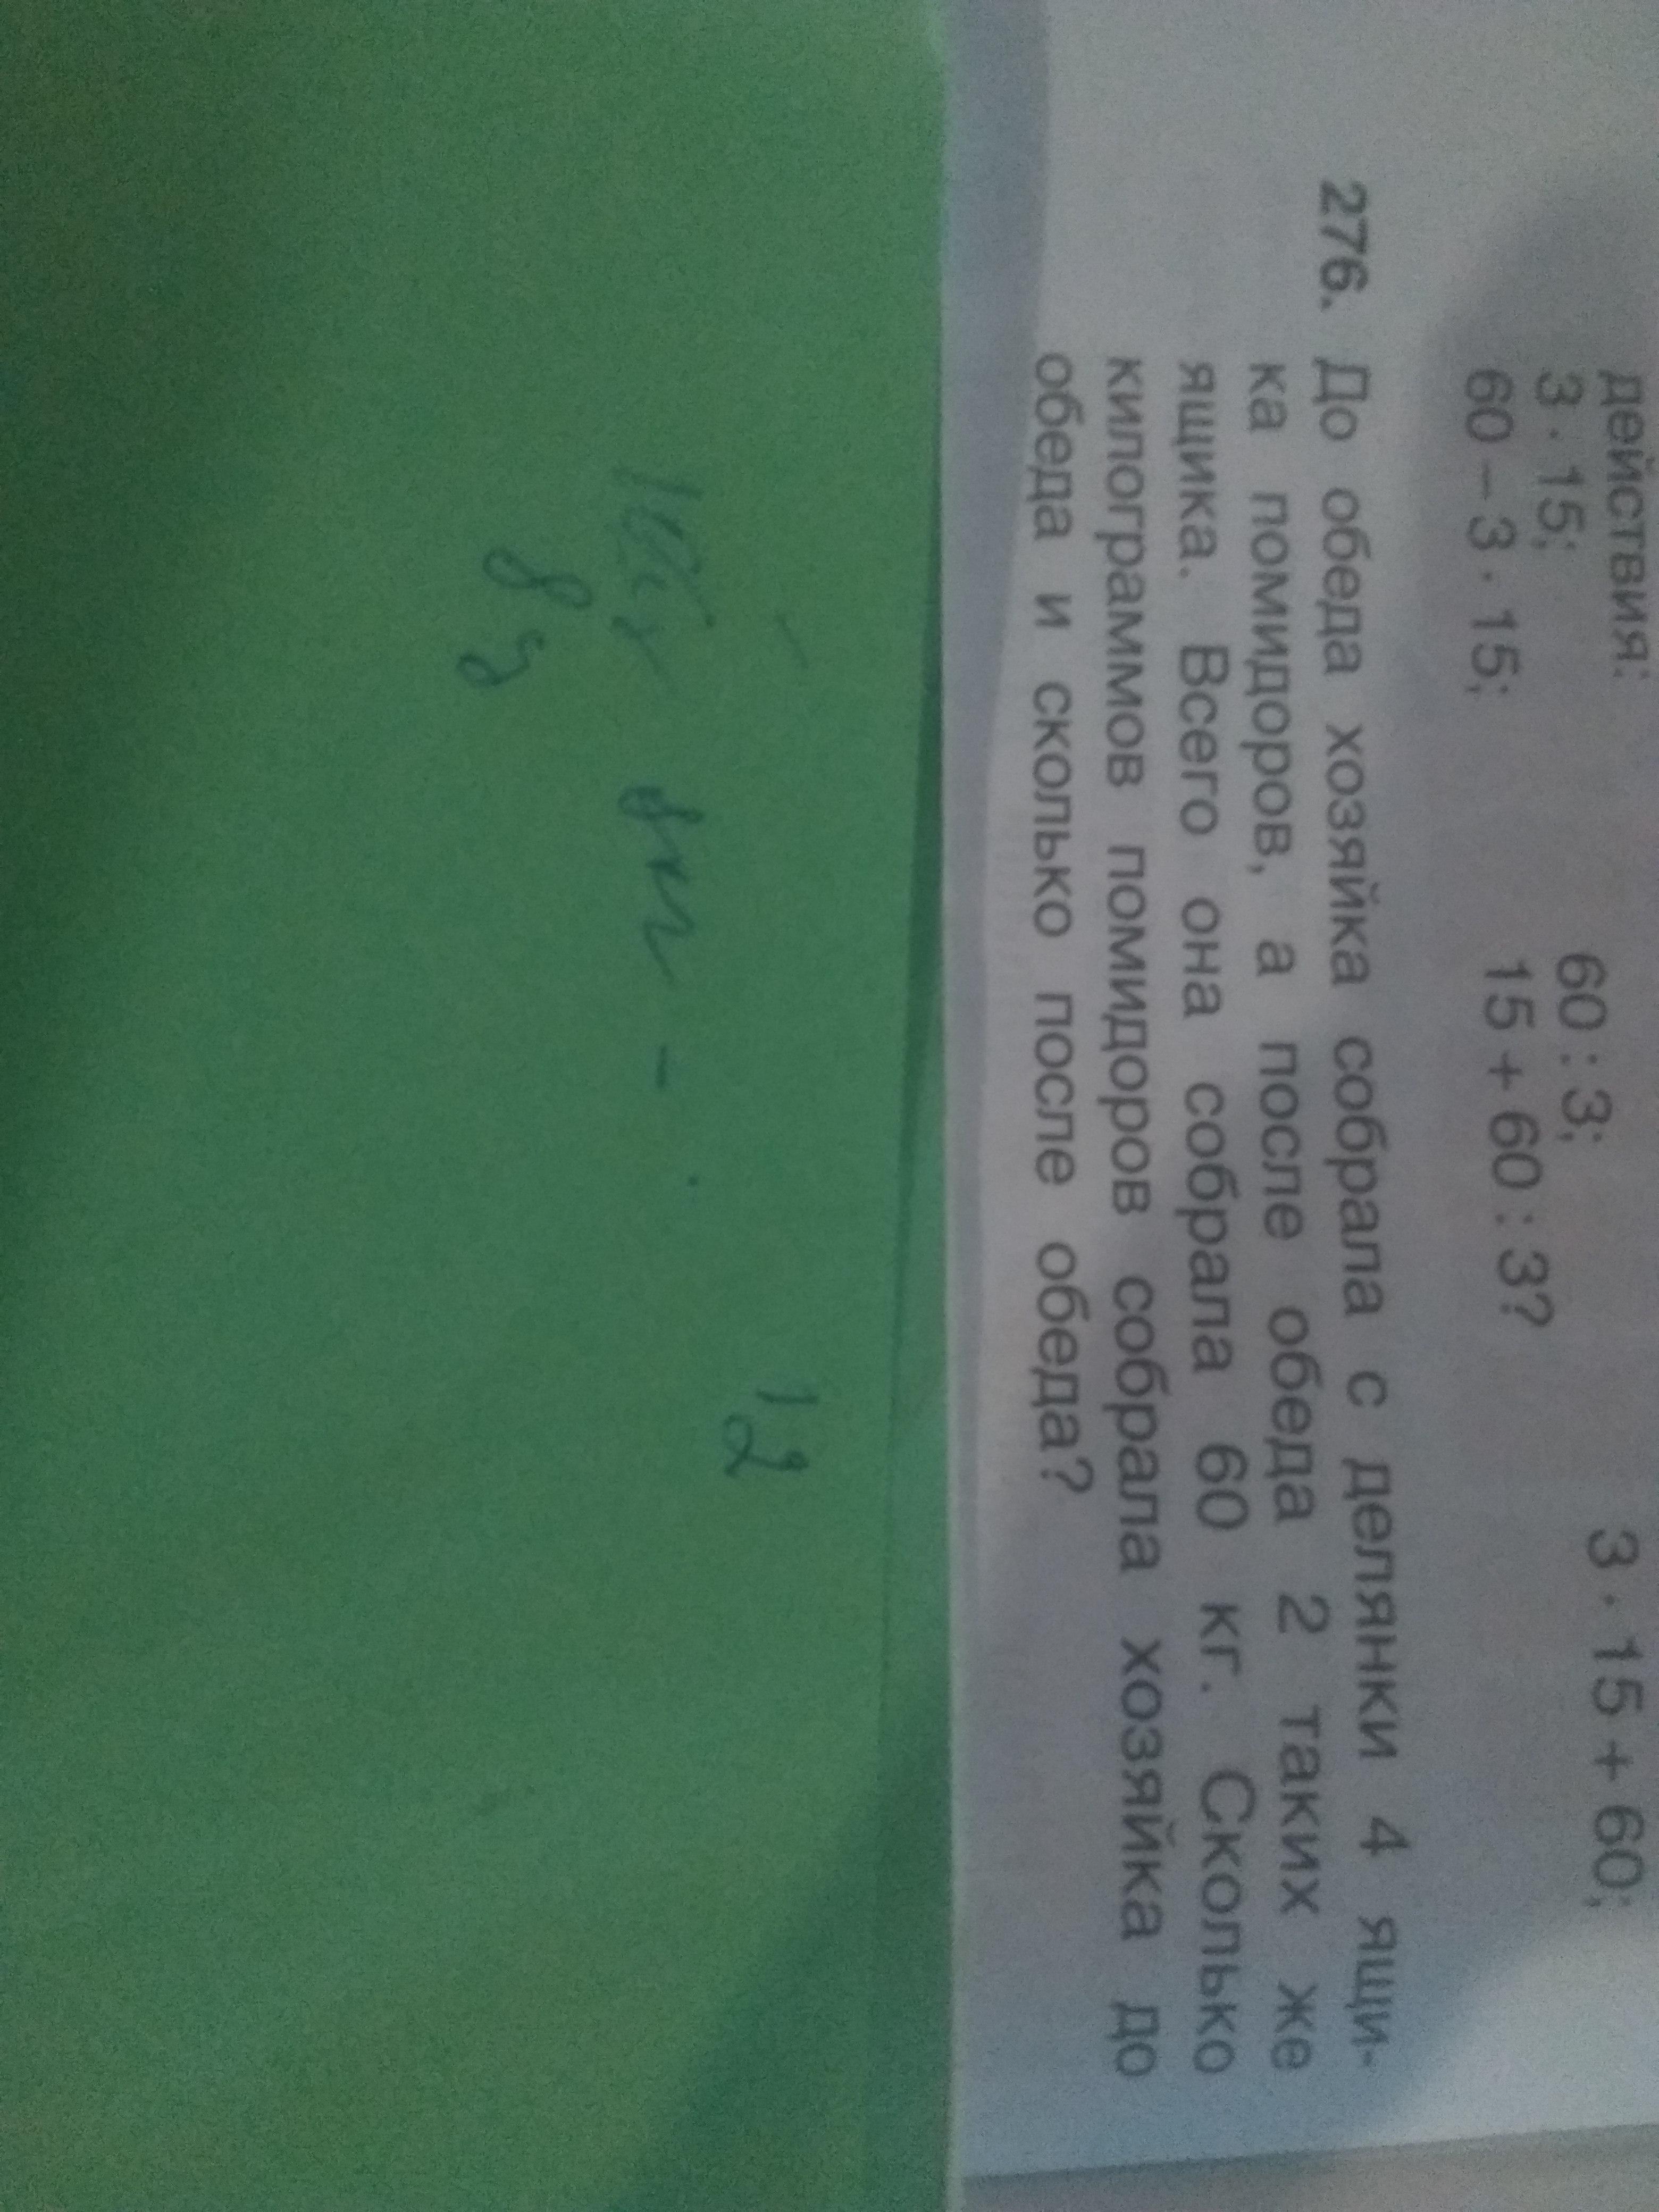 действия:
3 · 15; 60 : 3; 3 · 15 + 60;
60 – 3 · 15; 15 + 60 : 3?
276. До обеда хозяйка собрала с делянки 4 ящи-
ка помидоров, а после обеда 2 таких же
ящика. Всего она собрала 60 кг. Сколько
килограммов помидоров собрала хозяйка до
обеда и сколько после обеда?
12